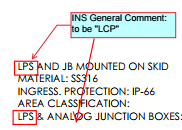 INS General Comment:
to be "LCP"
LPS AND JB MOUNTED ON SKID
MATERIAL: SS316
INGRESS. PROTECTION: IP-66
AREA CLASSIFICATION:
LPS & ANALOG JUNCTION BOXES: